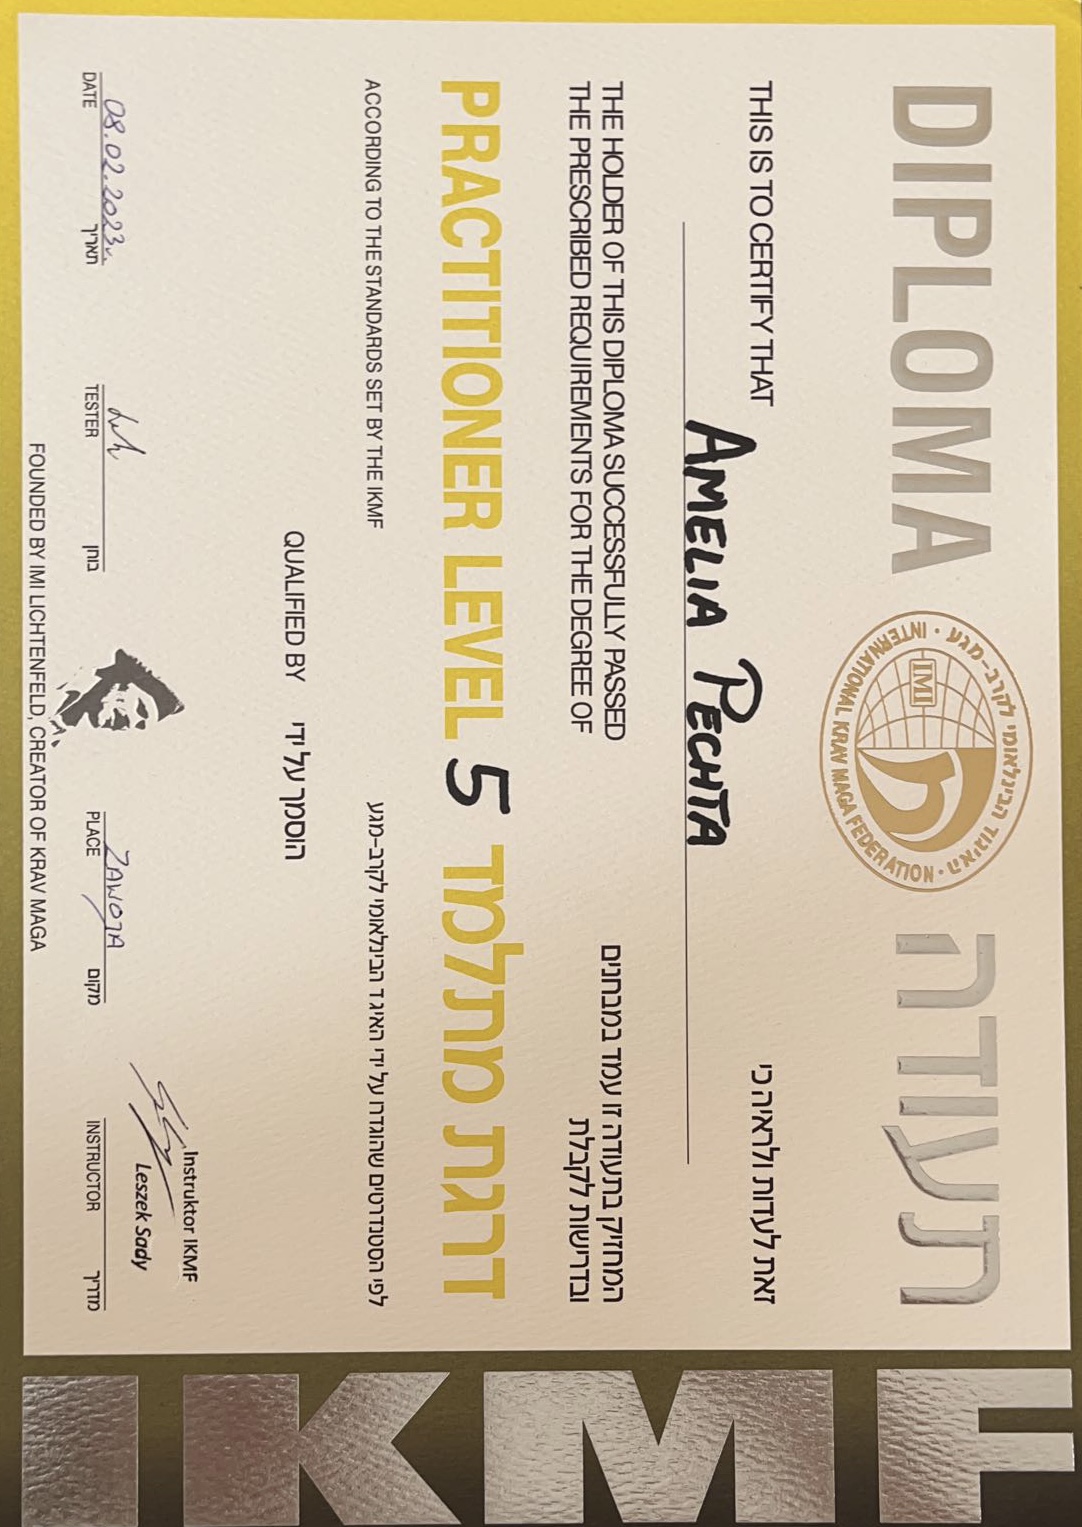 DIPLOMA
האיגוד הבינלאומי לקרב-מגע
IMI
INTERNATIONAL KRAV MAGA FEDERATION
תעודה
IKMF
THIS IS TO CERTIFY THAT
זאת לעדות ולראיה כי
AMELIA PECHTA
THE HOLDER OF THIS DIPLOMA SUCCESSFULLY PASSED
THE PRESCRIBED REQUIREMENTS FOR THE DEGREE OF
המחזיק בתעודה זו עמד במבחנים
ובדרישות לקבלת
PRACTITIONER LEVEL 5 דרגת מתלמד
ACCORDING TO THE STANDARDS SET BY THE IKMF
לפי הסטנדרטים שהוגדרו על ידי האיג ד הבינלאומי לקרב-מגע
QUALIFIED BY הוסמך על ידי
Instruktor IKMF
Leszek Sady
08.02.2023r.
ZAWOJA
DATE תאריך
TESTER בוחן
PLACE מקום
INSTRUCTOR מדריך
FOUNDED BY IMI LICHTENFELD, CREATOR OF KRAV MAGA